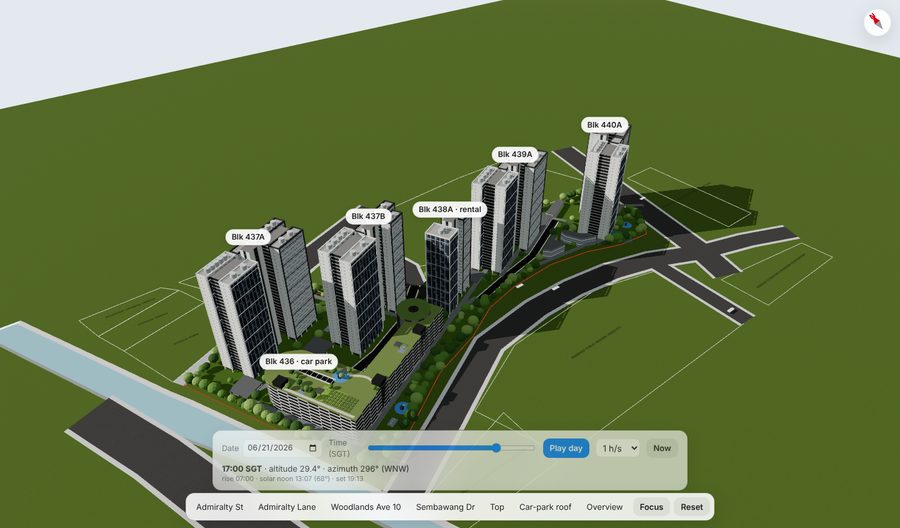 Blk 440A
Blk 439A
Blk 438A · rental
Blk 437B
Blk 437A
Blk 436 · car park
Date 06/21/2026 Time (SGT) Play day 1 h/s Now
17:00 SGT · altitude 29.4° · azimuth 296° (WNW)
rise 07:00 · solar noon 13:07 (68°) · set 19:13
Admiralty St Admiralty Lane Woodlands Ave 10 Sembawang Dr Top Car-park roof Overview Focus Reset